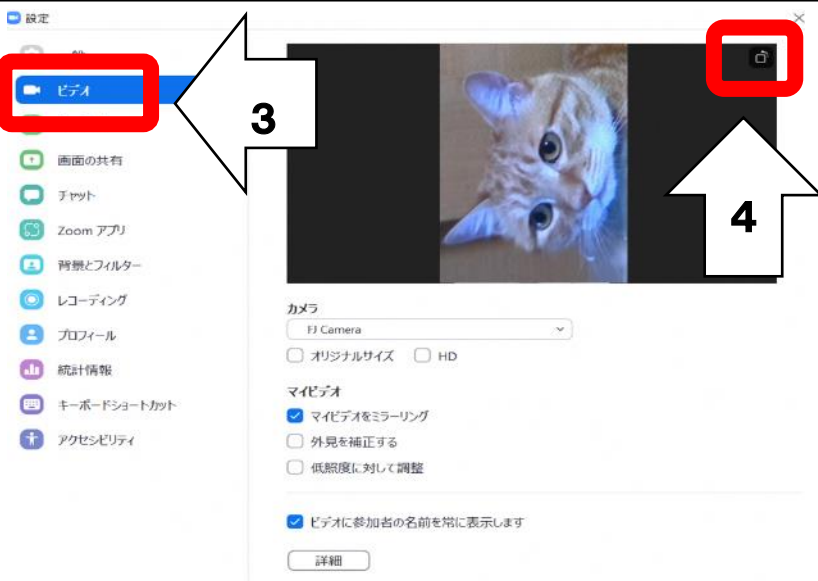 設定
ビデオ
3
画面の共有
チャット
Zoom アプリ
背景とフィルター
レコーディング
プロフィール
統計情報
キーボードショートカット
アクセシビリティ
4
カメラ
FJ Camera
オリジナルサイズ
HD
マイビデオ
マイビデオをミラーリング
外見を補正する
低照度に対して調整
ビデオに参加者の名前を常に表示します
詳細